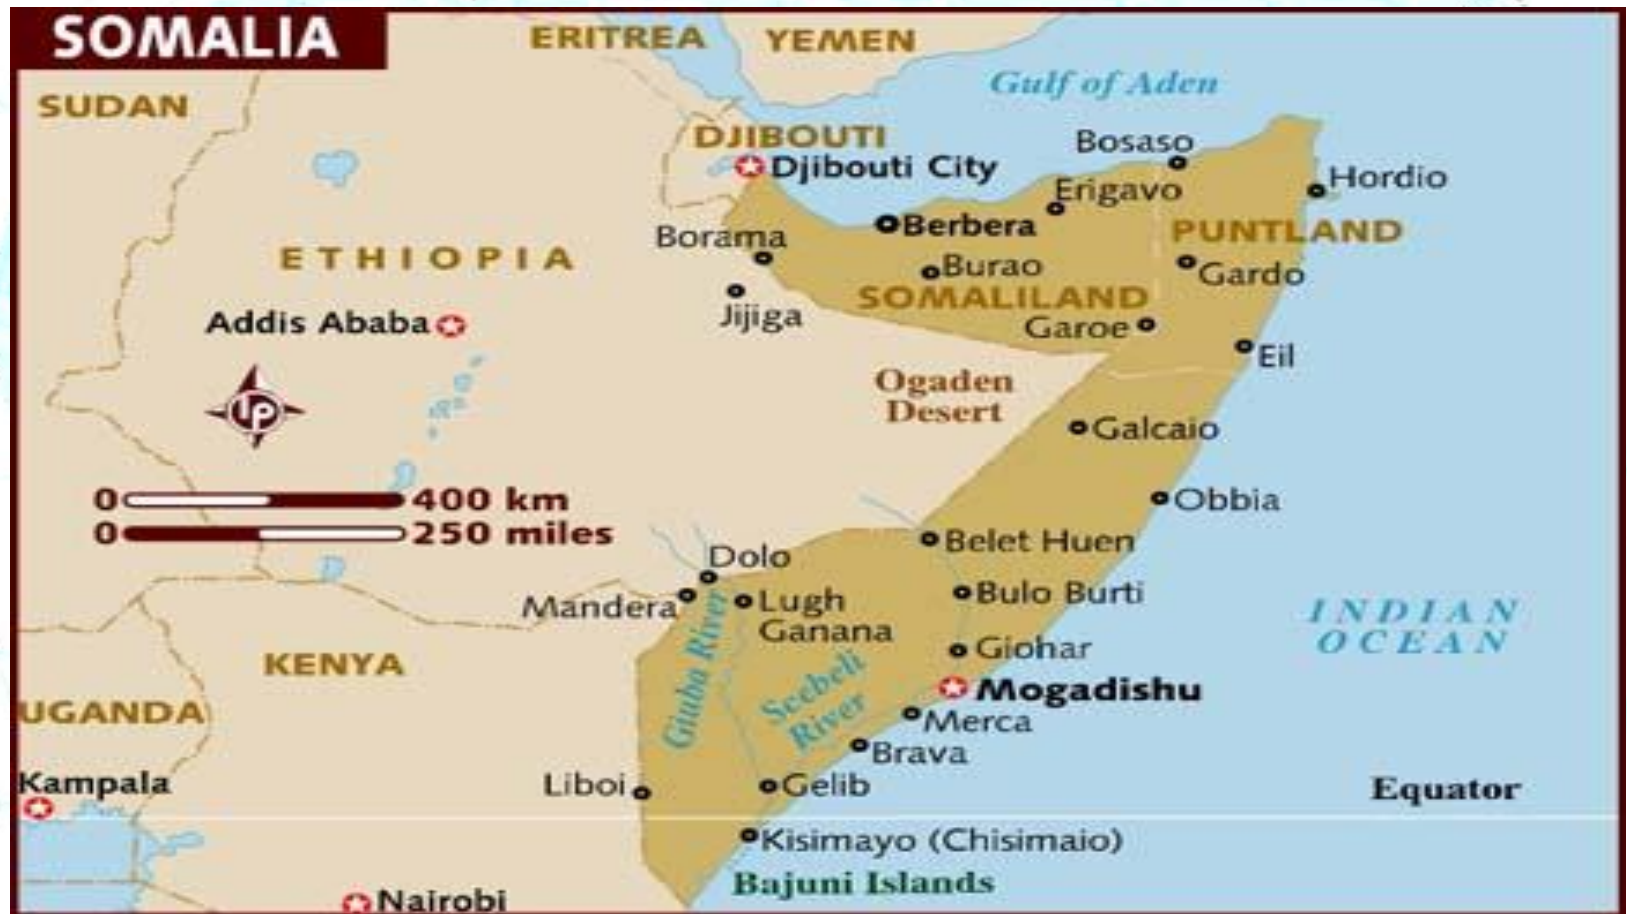 SOMALIA
ERITREA
YEMEN
Gulf of Aden
SUDAN
DJIBOUTI
Djibouti City
Bosaso
Hordio
Erigavo
Berbera
PUNTLAND
Borama
ETHIOPIA
Burao
Gardo
SOMALILAND
Jijiga
Addis Ababa
Garoe
Eil
Ogaden
Desert
LP
Galcaio
0 400 km
Obbia
0 250 miles
Belet Huen
Dolo
Mandera
Lugh
Ganana
Bulo Burti
INDIAN
OCEAN
Giohar
KENYA
Giuba River
Scebeli
River
Mogadishu
UGANDA
Merca
Brava
Kampala
Liboi
Gelib
Equator
Kisimayo (Chisimaio)
Bajuni Islands
Nairobi